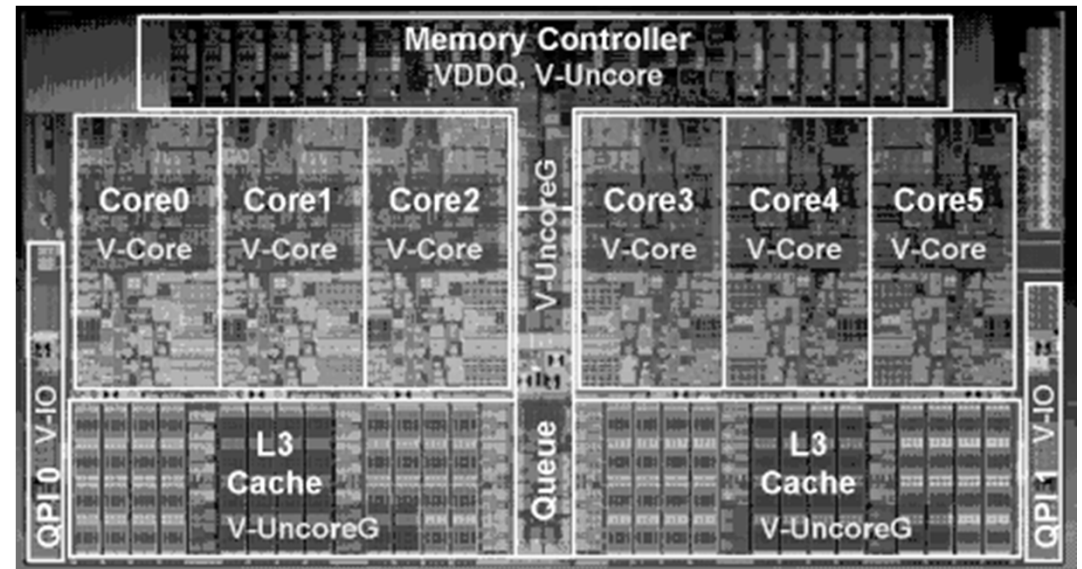 Memory Controller
VDDQ, V-Uncore
Core0
V-Core
Core1
V-Core
Core2
V-Core
V-UncoreG
Core3
V-Core
Core4
V-Core
Core5
V-Core
QPI 0 V-IO
L3
Cache
V-UncoreG
Queue
L3
Cache
V-UncoreG
QPI 1 V-IO